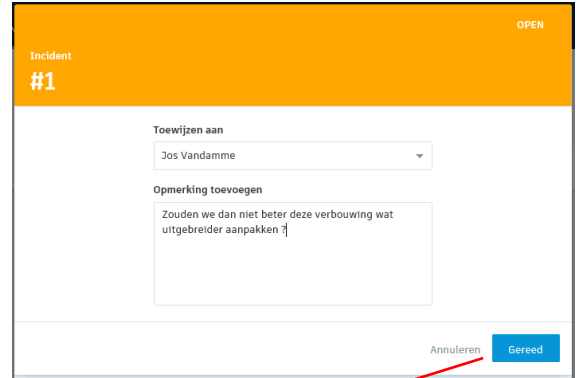 OPEN
Incident
#1
Toewijzen aan
Jos Vandamme
Opmerking toevoegen
Zouden we dan niet beter deze verbouwing wat
uitgebreider aanpakken ?
Annuleren
Gereed